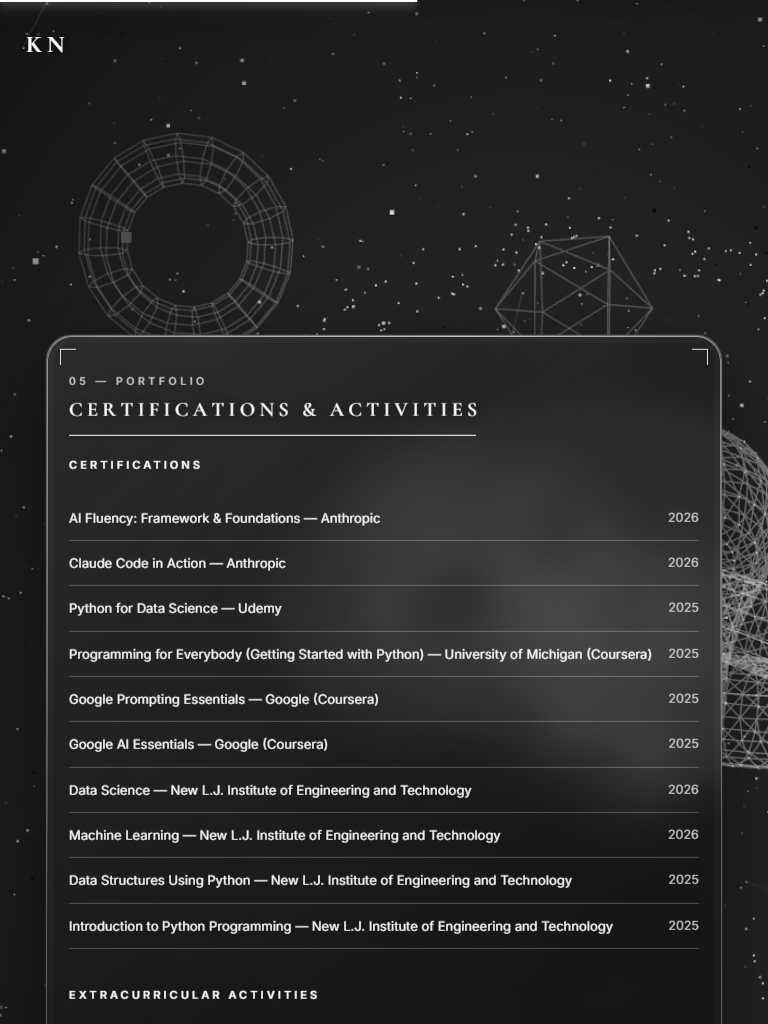 KN
05 — PORTFOLIO
CERTIFICATIONS & ACTIVITIES
CERTIFICATIONS
AI Fluency: Framework & Foundations — Anthropic 2026
Claude Code in Action — Anthropic 2026
Python for Data Science — Udemy 2025
Programming for Everybody (Getting Started with Python) — University of Michigan (Coursera) 2025
Google Prompting Essentials — Google (Coursera) 2025
Google AI Essentials — Google (Coursera) 2025
Data Science — New L.J. Institute of Engineering and Technology 2026
Machine Learning — New L.J. Institute of Engineering and Technology 2026
Data Structures Using Python — New L.J. Institute of Engineering and Technology 2025
Introduction to Python Programming — New L.J. Institute of Engineering and Technology 2025
EXTRACURRICULAR ACTIVITIES